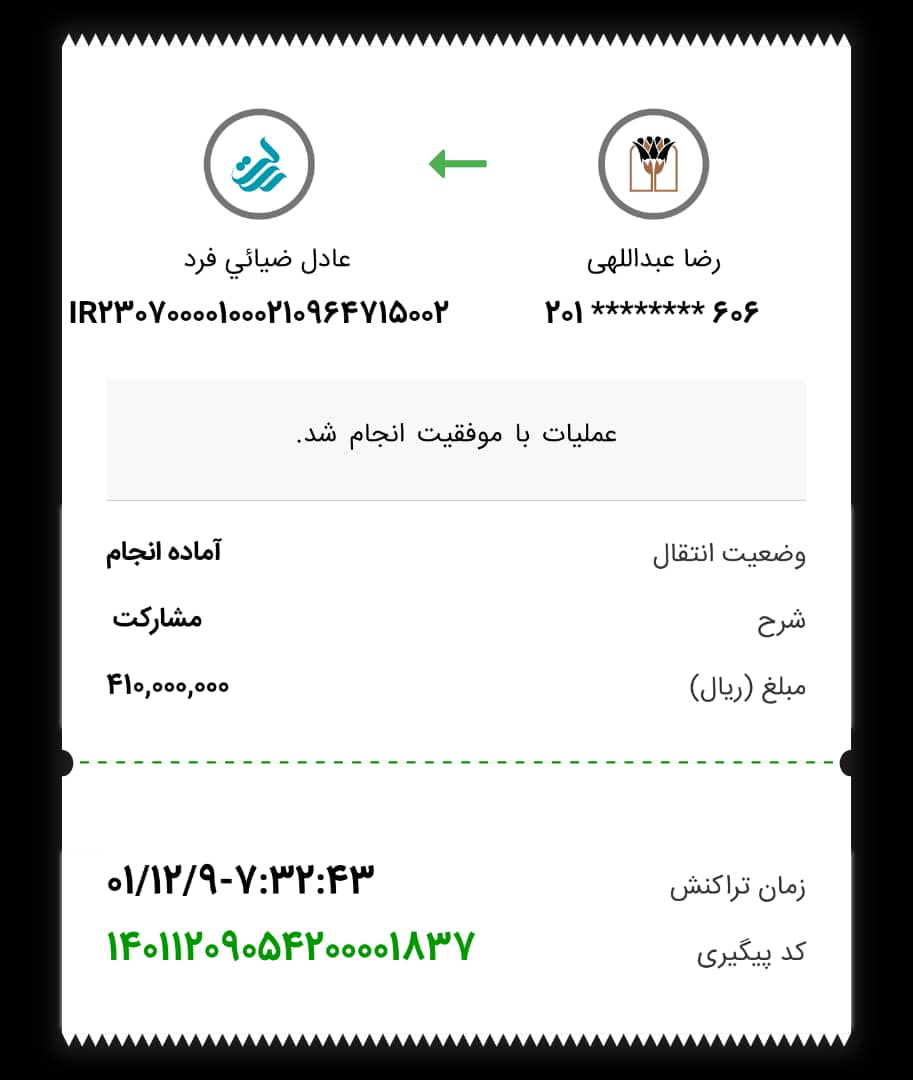 رضا عبداللهی
۲۰۱ ******** ۶۰۶
عادل ضيائي فرد
IR۲۳۰۷۰۰۰۰۱۰۰۰۲۱۰۹۶۴۷۱۵۰۰۲
عملیات با موفقیت انجام شد.
وضعیت انتقال آماده انجام
شرح مشارکت
مبلغ (ریال) ۴۱۰,۰۰۰,۰۰۰
زمان تراکنش ۰۱/۱۲/۹-۷:۳۲:۴۳
کد پیگیری ۱۴۰۱۱۲۰۹۰۵۴۲۰۰۰۰۱۸۳۷